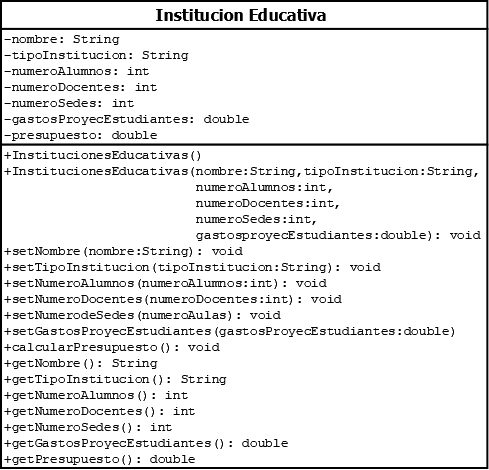 Institucion Educativa
-nombre: String
-tipoInstitucion: String
-numeroAlumnos: int
-numeroDocentes: int
-numeroSedes: int
-gastosProyecEstudiantes: double
-presupuesto: double
+InstitucionesEducativas()
+InstitucionesEducativas(nombre:String,tipoInstitucion:String,
numeroAlumnos:int,
numeroDocentes:int,
numeroSedes:int,
gastosproyecEstudiantes:double): void
+setNombre(nombre:String): void
+setTipoInstitucion(tipoInstitucion:String): void
+setNumeroAlumnos(numeroAlumnos:int): void
+setNumeroDocentes(numeroDocentes:int): void
+setNumerodeSedes(numeroAulas): void
+setGastosProyecEstudiantes(gastosProyecEstudiantes:double)
+calcularPresupuesto(): void
+getNombre(): String
+getTipoInstitucion(): String
+getNumeroAlumnos(): int
+getNumeroDocentes(): int
+getNumeroSedes(): int
+getGastosProyecEstudiantes(): double
+getPresupuesto(): double